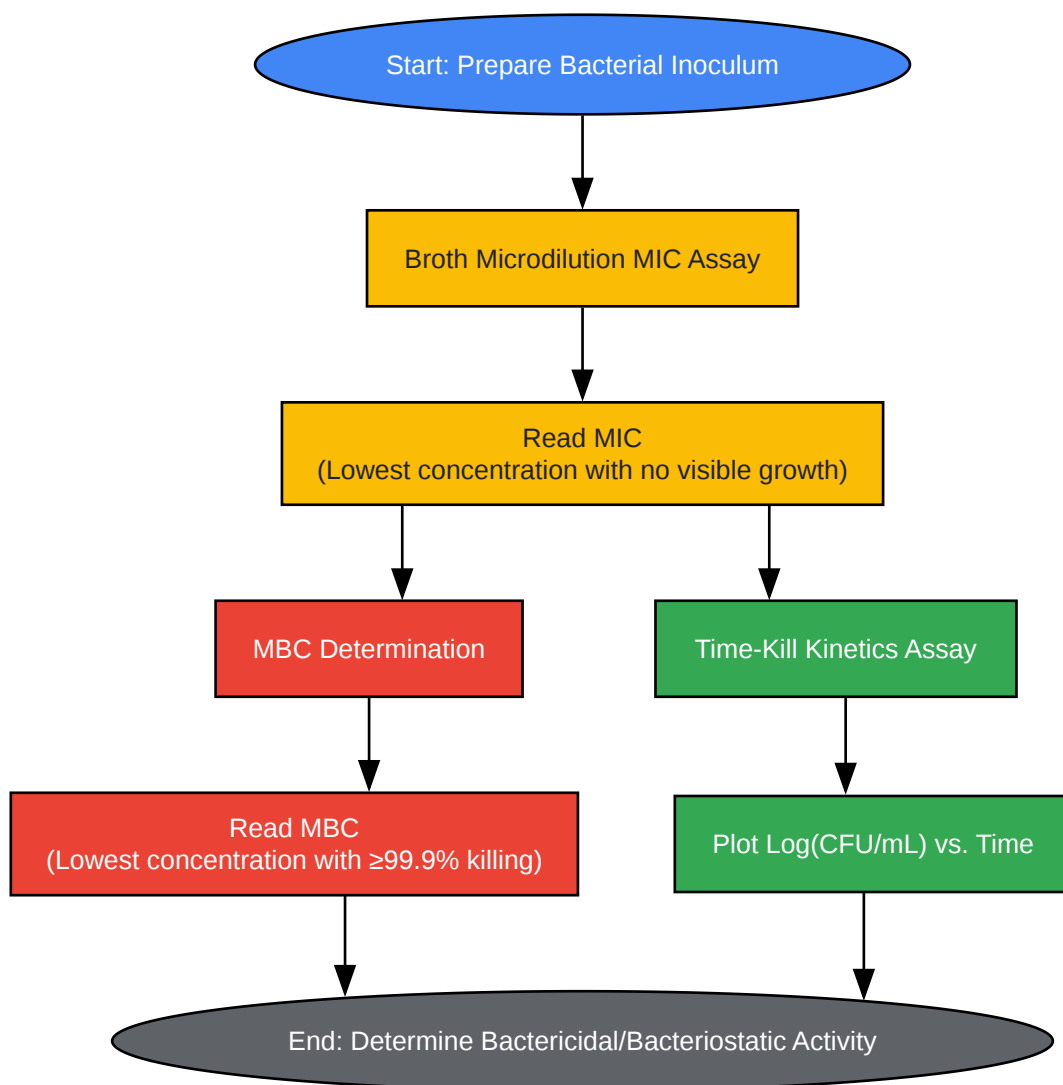 Start: Prepare Bacterial Inoculum
Broth Microdilution MIC Assay
Read MIC
(Lowest concentration with no visible growth)
MBC Determination
Time-Kill Kinetics Assay
Read MBC
(Lowest concentration with ≥99.9% killing)
Plot Log(CFU/mL) vs. Time
End: Determine Bactericidal/Bacteriostatic Activity